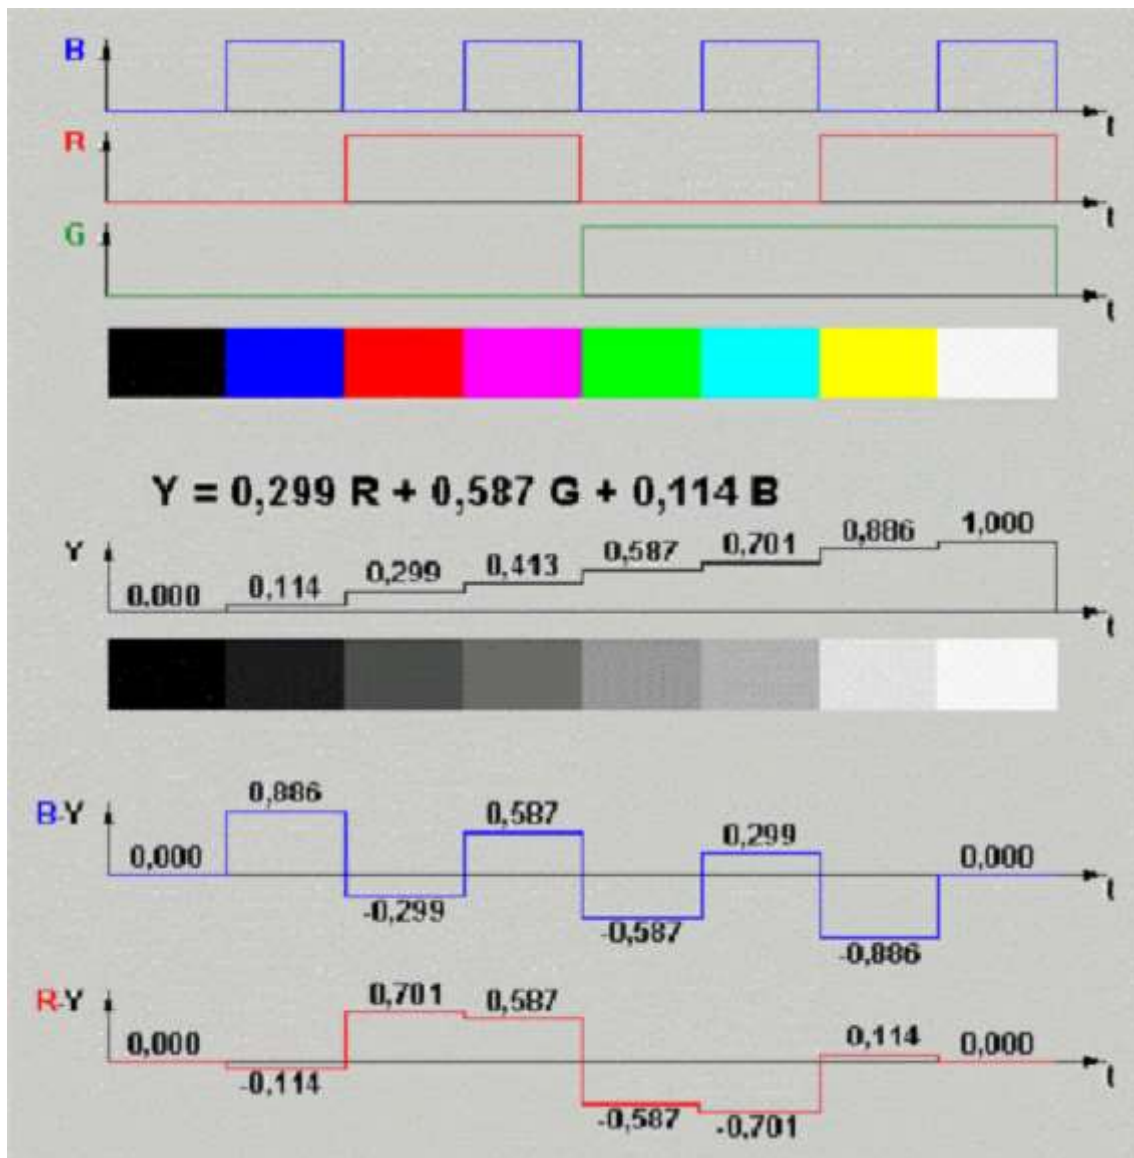 B
t
R
t
G
t
Y = 0,299 R + 0,587 G + 0,114 B
Y 0.000 0,114 0,299 0,413 0,587 0,701 0,886 1,000
t
B-Y 0,000 0,886 -0,299 0,587 -0,587 0,299 -0,886 0,000
t
R-Y 0,000 -0,114 0,701 0,587 -0,587 -0,701 0,114 0,000
t